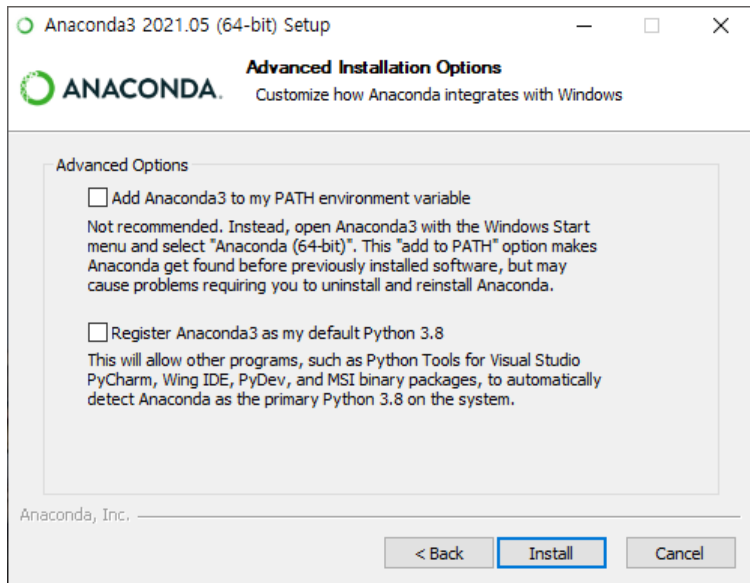 Anaconda3 2021.05 (64-bit) Setup
ANACONDA.
Advanced Installation Options
Customize how Anaconda integrates with Windows
Advanced Options
Add Anaconda3 to my PATH environment variable
Not recommended. Instead, open Anaconda3 with the Windows Start
menu and select "Anaconda (64-bit)". This "add to PATH" option makes
Anaconda get found before previously installed software, but may
cause problems requiring you to uninstall and reinstall Anaconda.
Register Anaconda3 as my default Python 3.8
This will allow other programs, such as Python Tools for Visual Studio
PyCharm, Wing IDE, PyDev, and MSI binary packages, to automatically
detect Anaconda as the primary Python 3.8 on the system.
Anaconda, Inc.
< Back
Install
Cancel